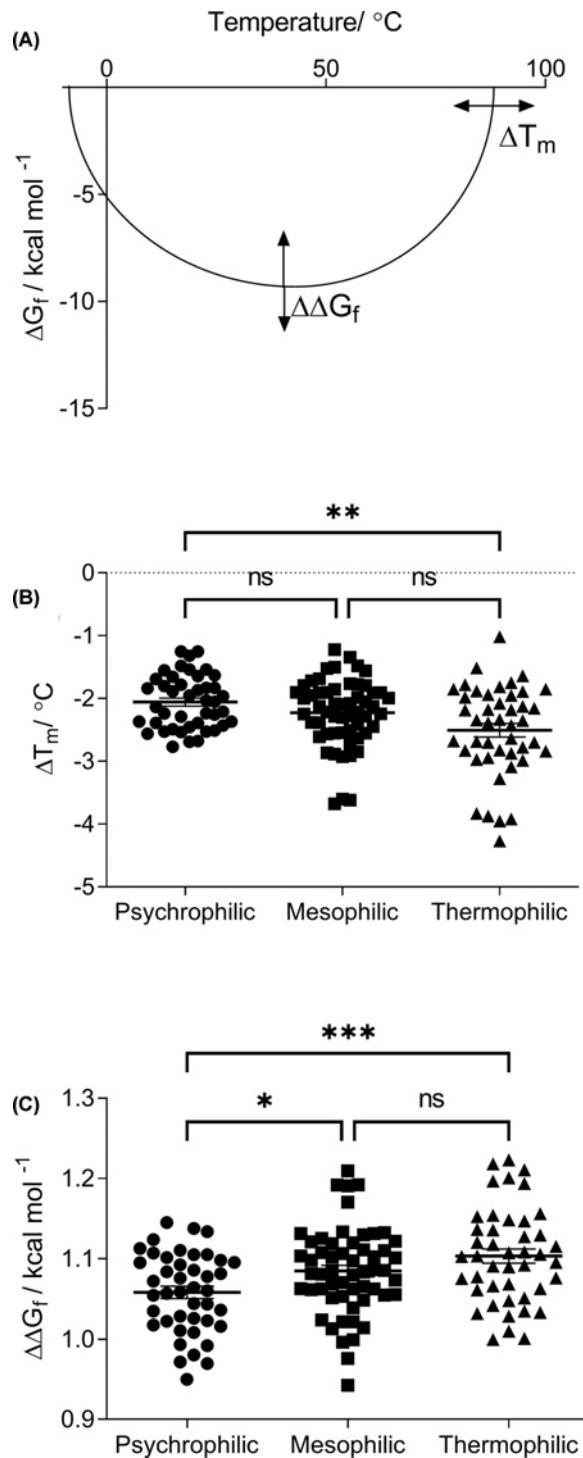 Temperature/ °C
(A)
0 50 100
ΔTm
-5
ΔGf / kcal mol -1
ΔΔGf
-10
-15
**
0
(B)
ns ns
-1
-2
ΔTm/ °C
-3
-4
-5
Psychrophilic Mesophilic Thermophilic
***
(C)
1.3
* ns
1.2
1.1
ΔΔGf / kcal mol -1
1.0
0.9
Psychrophilic Mesophilic Thermophilic